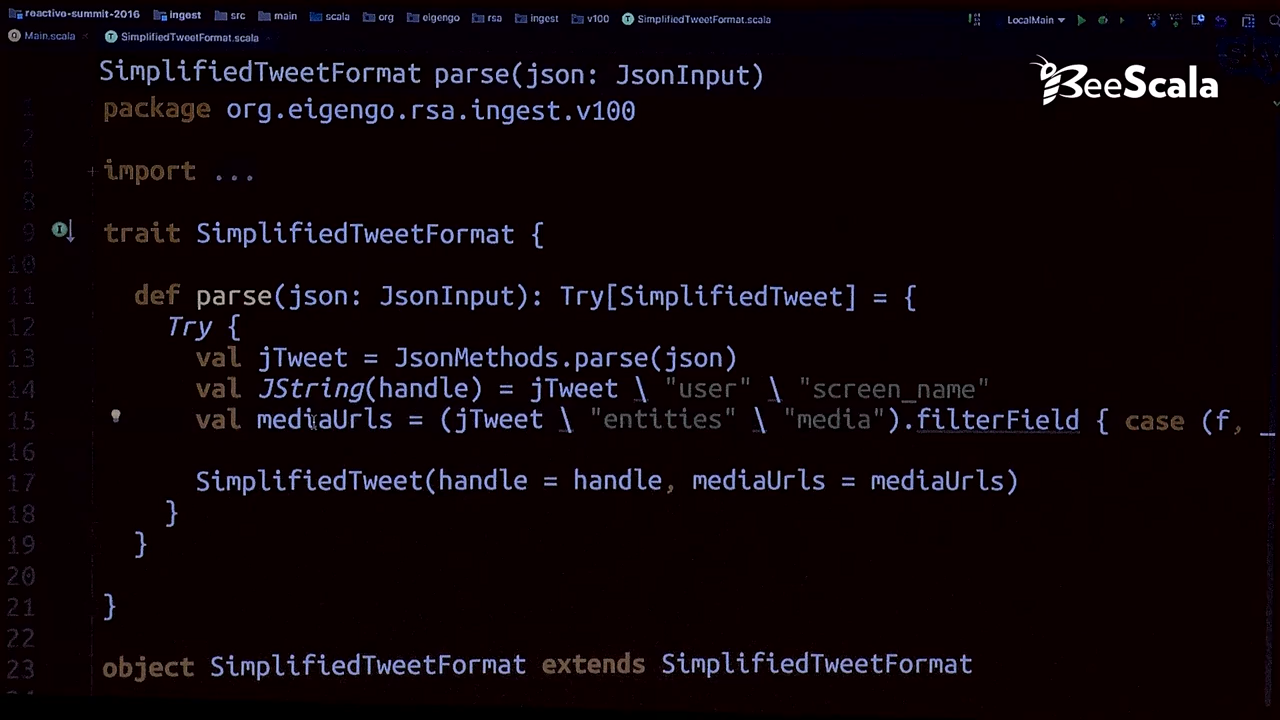 reactive-summit-2016 ingest src main scala org eigengo rsa ingest v100 SimplifiedTweetFormat.scala LocalMain
Main.scala SimplifiedTweetFormat.scala
SimplifiedTweetFormat parse(json: JsonInput)
BeeScala
1 package org.eigengo.rsa.ingest.v100
2
3 import ...
8
9 trait SimplifiedTweetFormat {
10
11 def parse(json: JsonInput): Try[SimplifiedTweet] = {
12 Try {
13 val jTweet = JsonMethods.parse(json)
14 val JString(handle) = jTweet \ "user" \ "screen_name"
15 val mediaUrls = (jTweet \ "entities" \ "media").filterField { case (f, _
16
17 SimplifiedTweet(handle = handle, mediaUrls = mediaUrls)
18 }
19 }
20
21 }
22
23 object SimplifiedTweetFormat extends SimplifiedTweetFormat